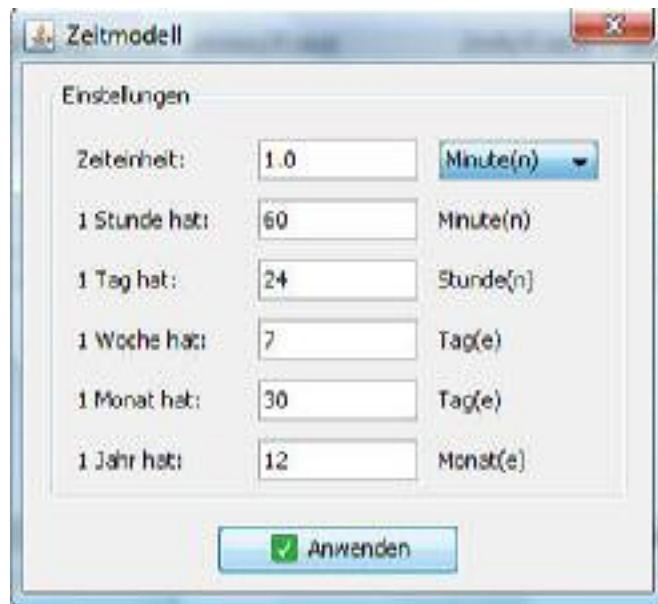 Zeitmodell
Einstellungen
Zeiteinheit: 1.0 Minute(n)
1 Stunde hat: 60 Minute(n)
1 Tag hat: 24 Stunde(n)
1 Woche hat: 7 Tag(e)
1 Monat hat: 30 Tag(e)
1 Jahr hat: 12 Monat(e)
Anwenden